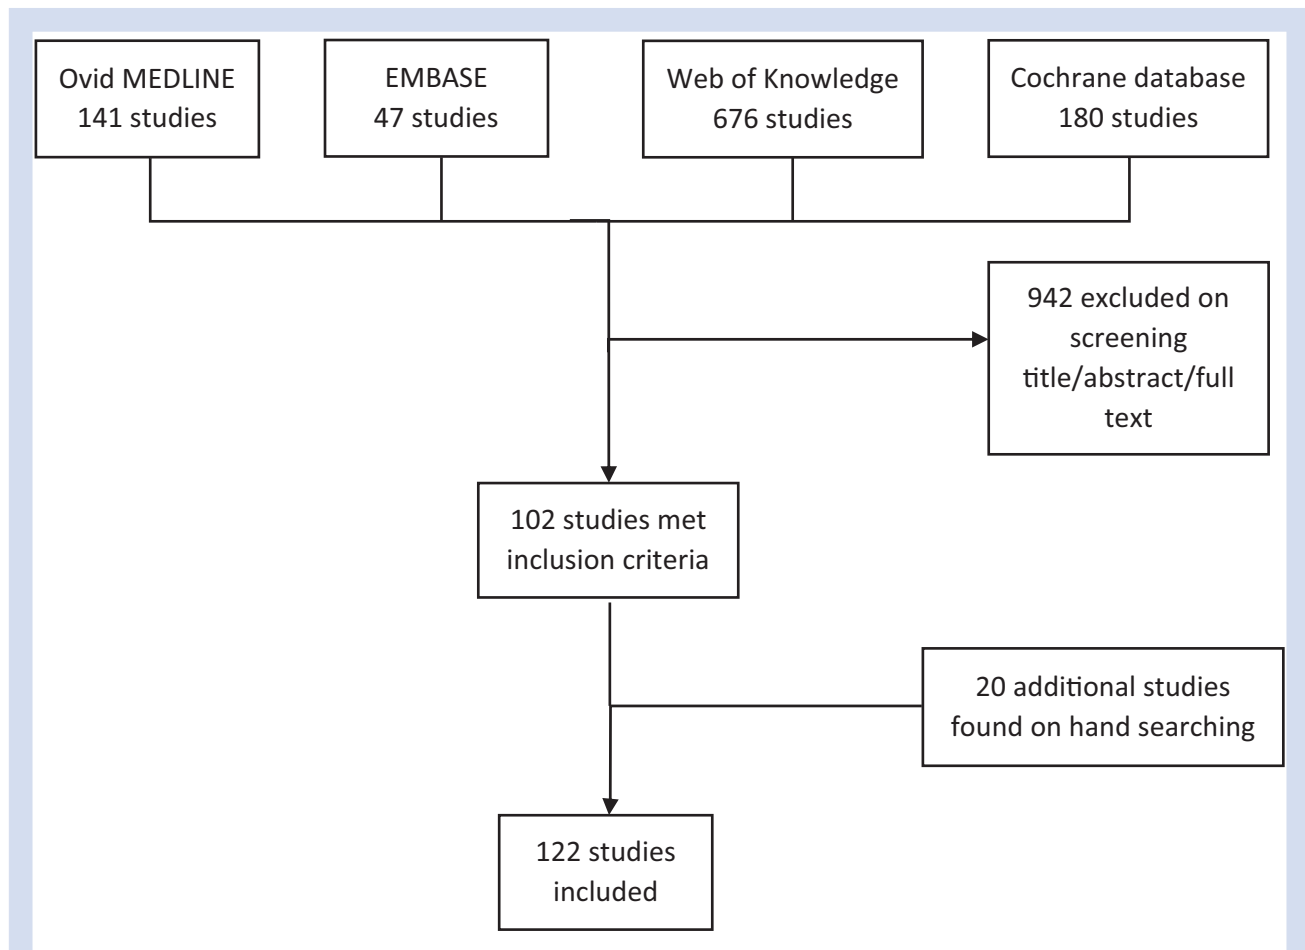 Ovid MEDLINE
141 studies
EMBASE
47 studies
Web of Knowledge
676 studies
Cochrane database
180 studies
942 excluded on
screening
title/abstract/full
text
102 studies met
inclusion criteria
20 additional studies
found on hand searching
122 studies
included